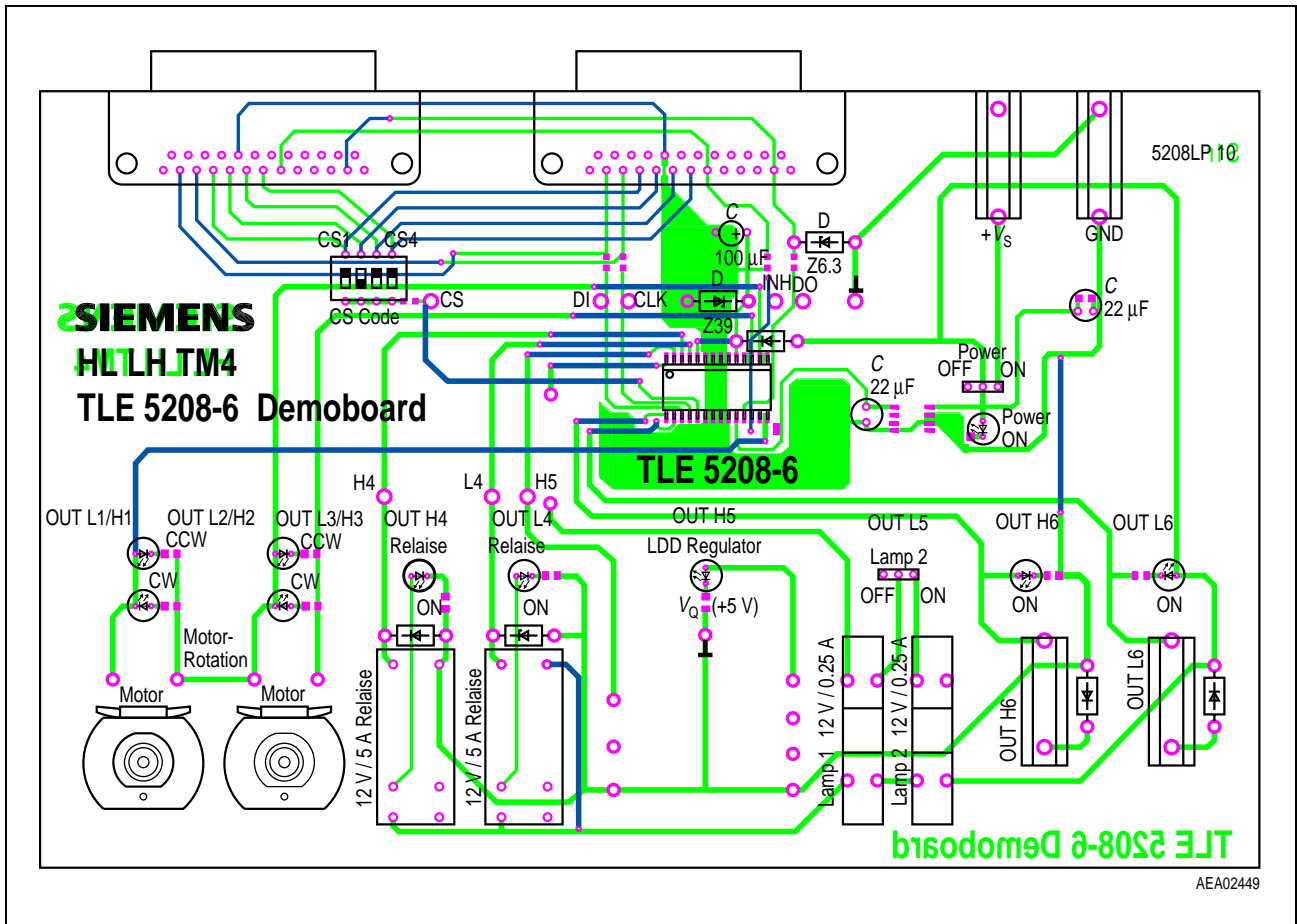 5208LP 10
CS1 CS4
C
100 µF
D
Z6.3
+VS
GND
D
Z39
DI
CLK
INH
DO
CS
CS Code
C
22 µF
SIEMENS
HL LH TM4
TLE 5208-6 Demoboard
C
22 µF
Power
OFF ON
Power
ON
TLE 5208-6
H4
L4
H5
OUT L1/H1
OUT L2/H2
CCW
CW
OUT L3/H3
CCW
CW
OUT H4
Relaise
ON
OUT L4
Relaise
ON
OUT H5
LDD Regulator
VQ (+5 V)
OUT L5
Lamp 2
OFF ON
OUT H6
ON
OUT L6
ON
Motor-
Rotation
Motor
Motor
12 V / 5 A Relaise
12 V / 5 A Relaise
Lamp 1 12 V / 0.25 A
Lamp 2 12 V / 0.25 A
OUT H6
OUT L6
TLE 5208-6 Demoboard
AEA02449